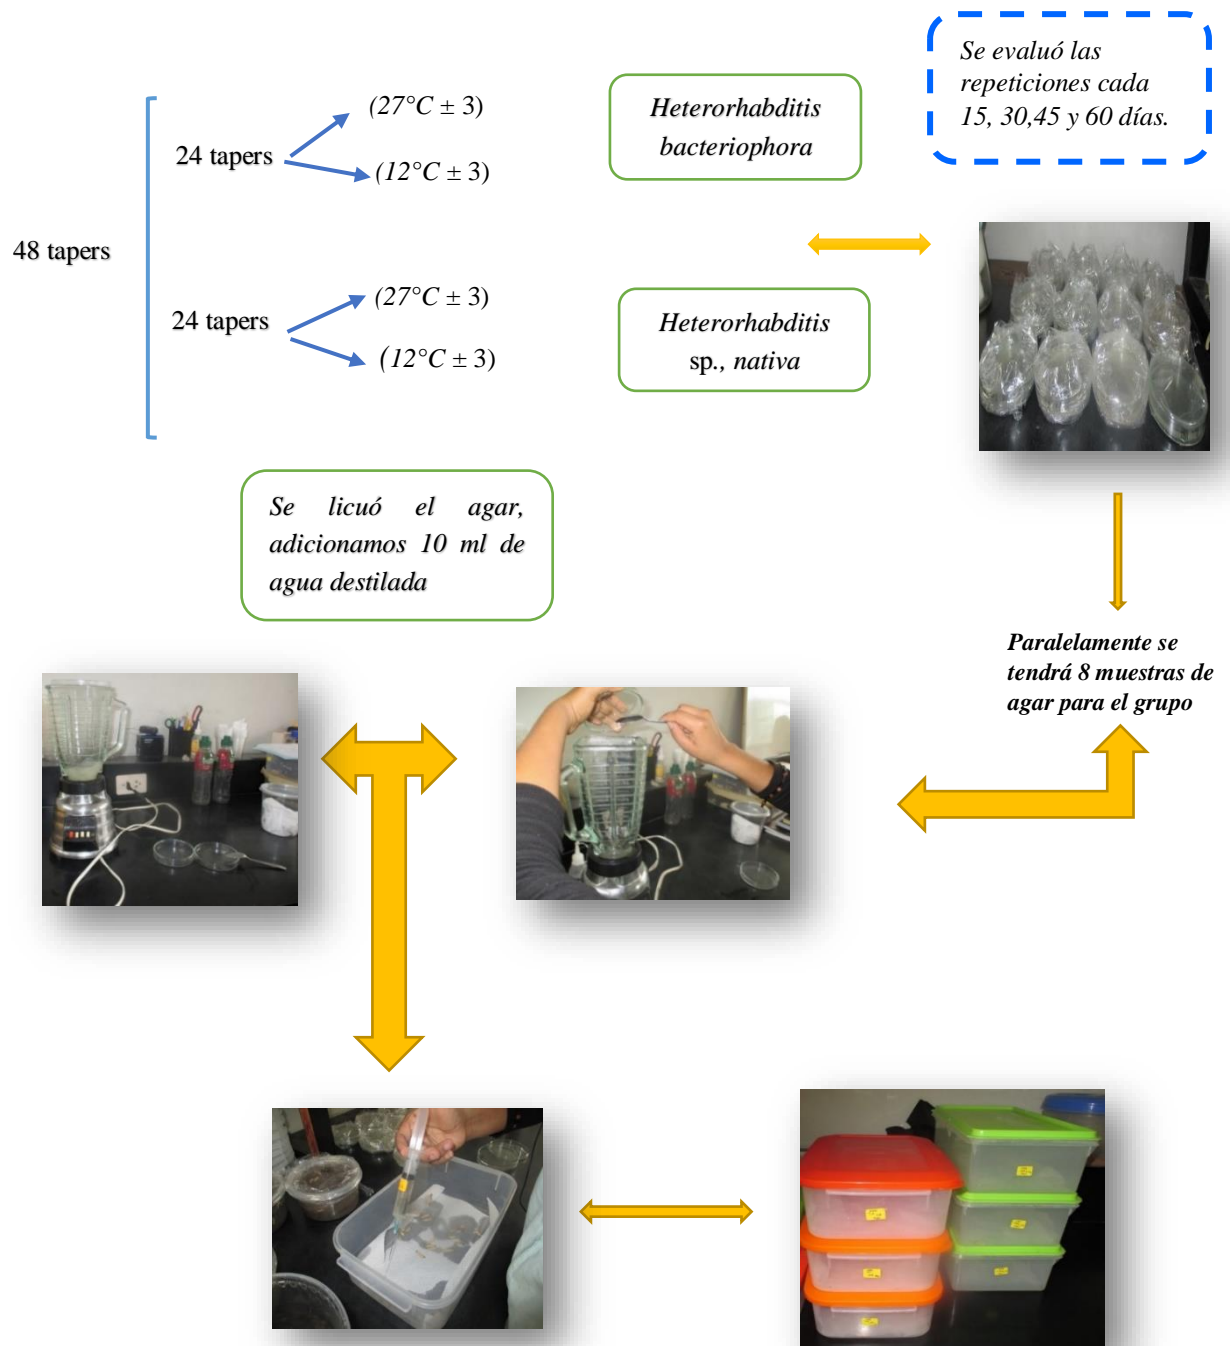 Se evaluó las
repeticiones cada
15, 30,45 y 60 días.
(27°C ± 3)
24 tapers
(12°C ± 3)
Heterorhabditis
bacteriophora
48 tapers
(27°C ± 3)
24 tapers
(12°C ± 3)
Heterorhabditis
sp., nativa
Se licuó el agar,
adicionamos 10 ml de
agua destilada
Paralelamente se
tendrá 8 muestras de
agar para el grupo